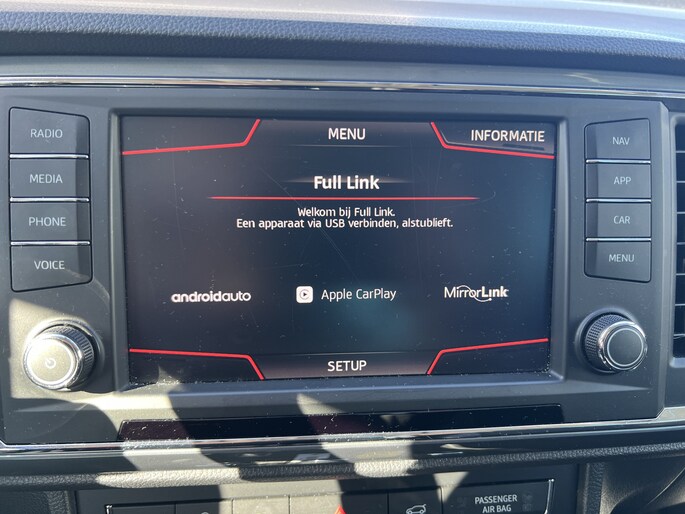 RADIO
MEDIA
PHONE
VOICE
MENU
INFORMATIE
Full Link
Welkom bij Full Link.
Een apparaat via USB verbinden, alstublieft.
androidauto
Apple CarPlay
MirrorLink
SETUP
NAV
APP
CAR
MENU
PASSENGER
AIR BAG